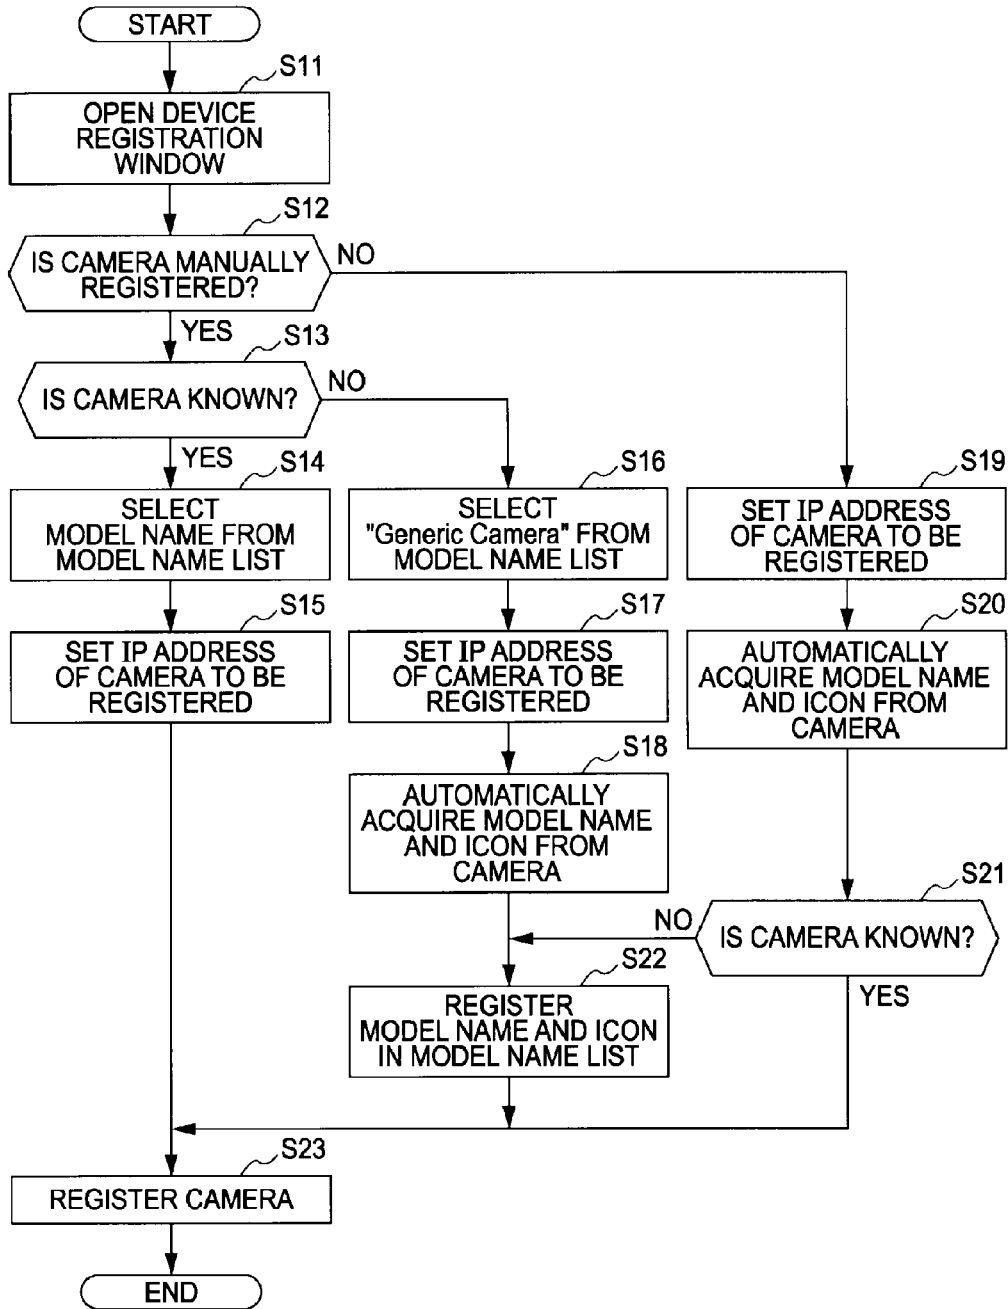 START
S11
OPEN DEVICE
REGISTRATION
WINDOW
S12
IS CAMERA MANUALLY
REGISTERED?
NO
YES
S13
IS CAMERA KNOWN?
NO
YES
S14
SELECT
MODEL NAME FROM
MODEL NAME LIST
S16
SELECT
"Generic Camera" FROM
MODEL NAME LIST
S19
SET IP ADDRESS
OF CAMERA TO BE
REGISTERED
S15
SET IP ADDRESS
OF CAMERA TO BE
REGISTERED
S17
SET IP ADDRESS
OF CAMERA TO BE
REGISTERED
S20
AUTOMATICALLY
ACQUIRE MODEL NAME
AND ICON FROM
CAMERA
S18
AUTOMATICALLY
ACQUIRE MODEL NAME
AND ICON FROM
CAMERA
S21
IS CAMERA KNOWN?
NO
YES
S22
REGISTER
MODEL NAME AND ICON
IN MODEL NAME LIST
S23
REGISTER CAMERA
END